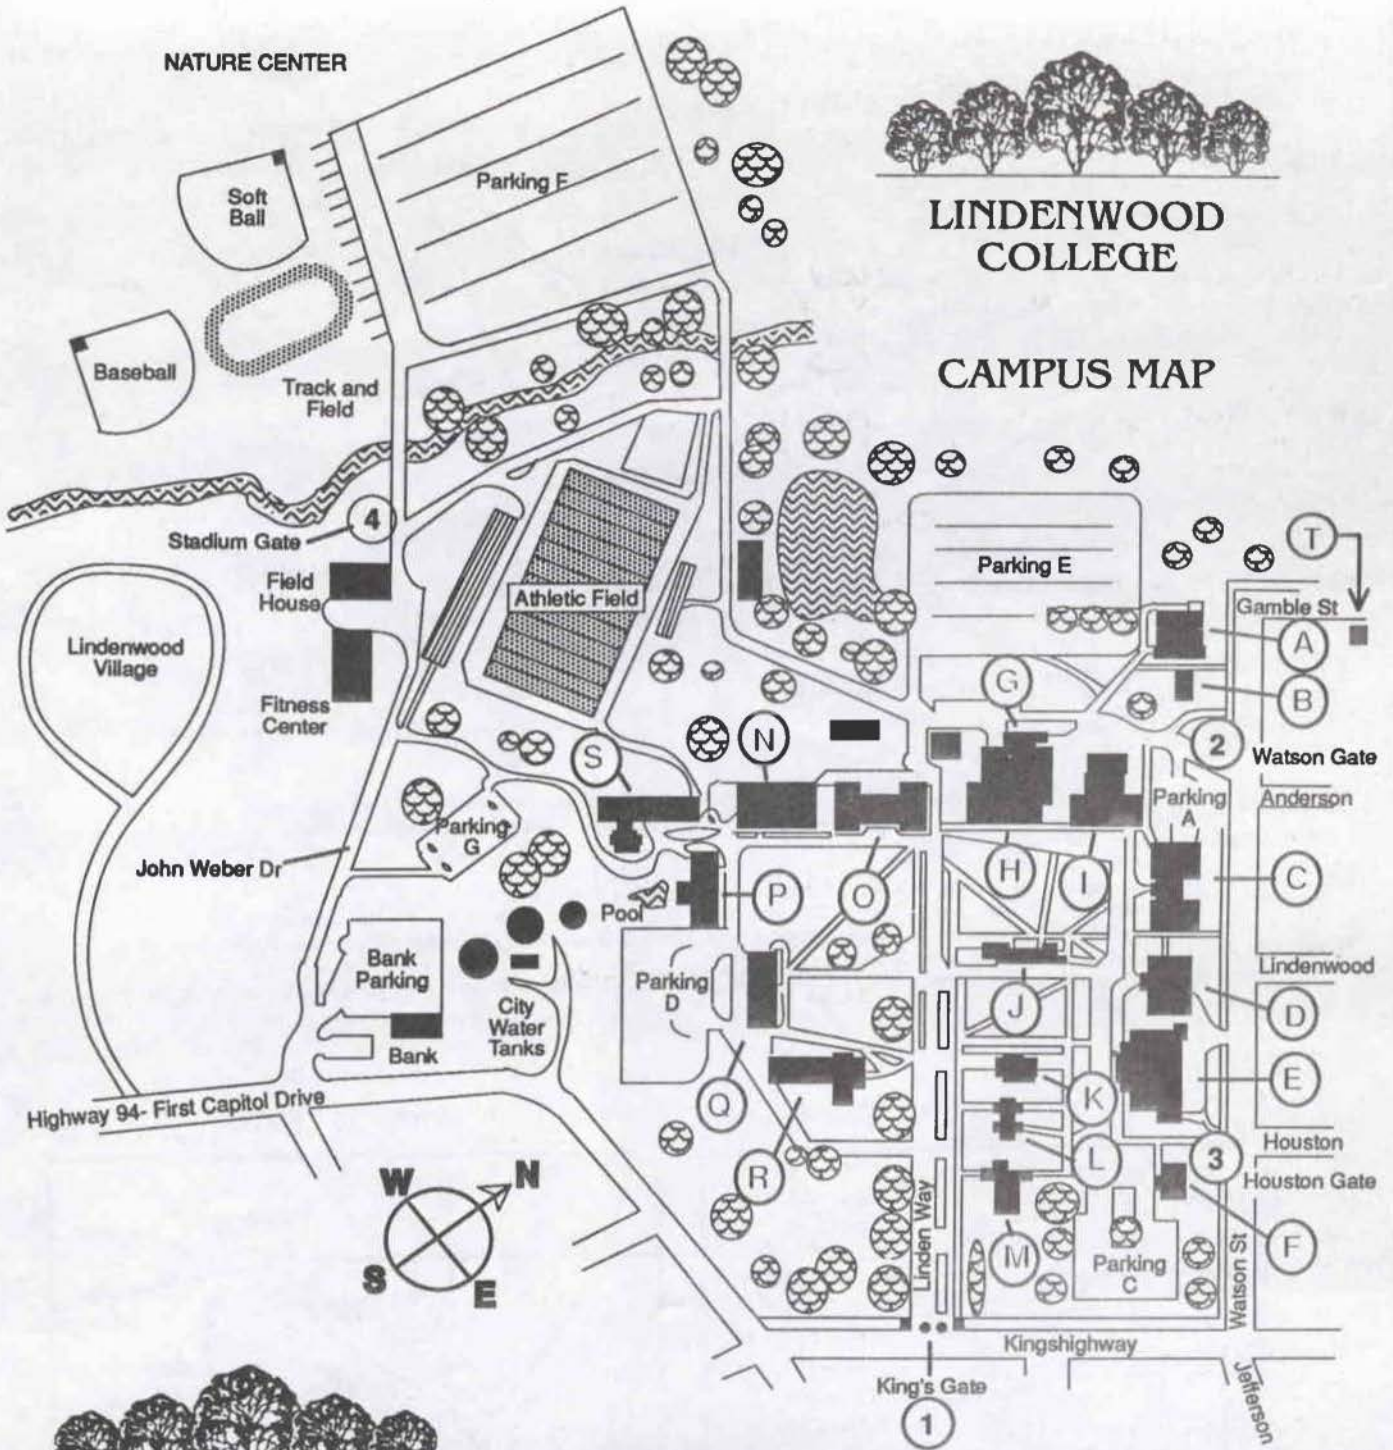 NATURE CENTER
LINDENWOOD
COLLEGE
CAMPUS MAP
Parking F
Soft
Ball
Baseball
Track and
Field
4
Stadium Gate
Field
House
Athletic Field
Parking E
T
Gamble St
A
B
Lindenwood
Village
Fitness
Center
G
N
S
2
Watson Gate
Parking
A
Anderson
Parking
G
John Weber Dr
H
I
C
P
O
Pool
Bank
Parking
Parking
D
Lindenwood
J
D
City
Water
Tanks
Bank
Q
K
E
Highway 94- First Capitol Drive
Houston
R
L
3
Houston Gate
W
N
S
E
Linden Way
M
Parking
C
F
Watson St
Kingshighway
King's Gate
1
Jefferson